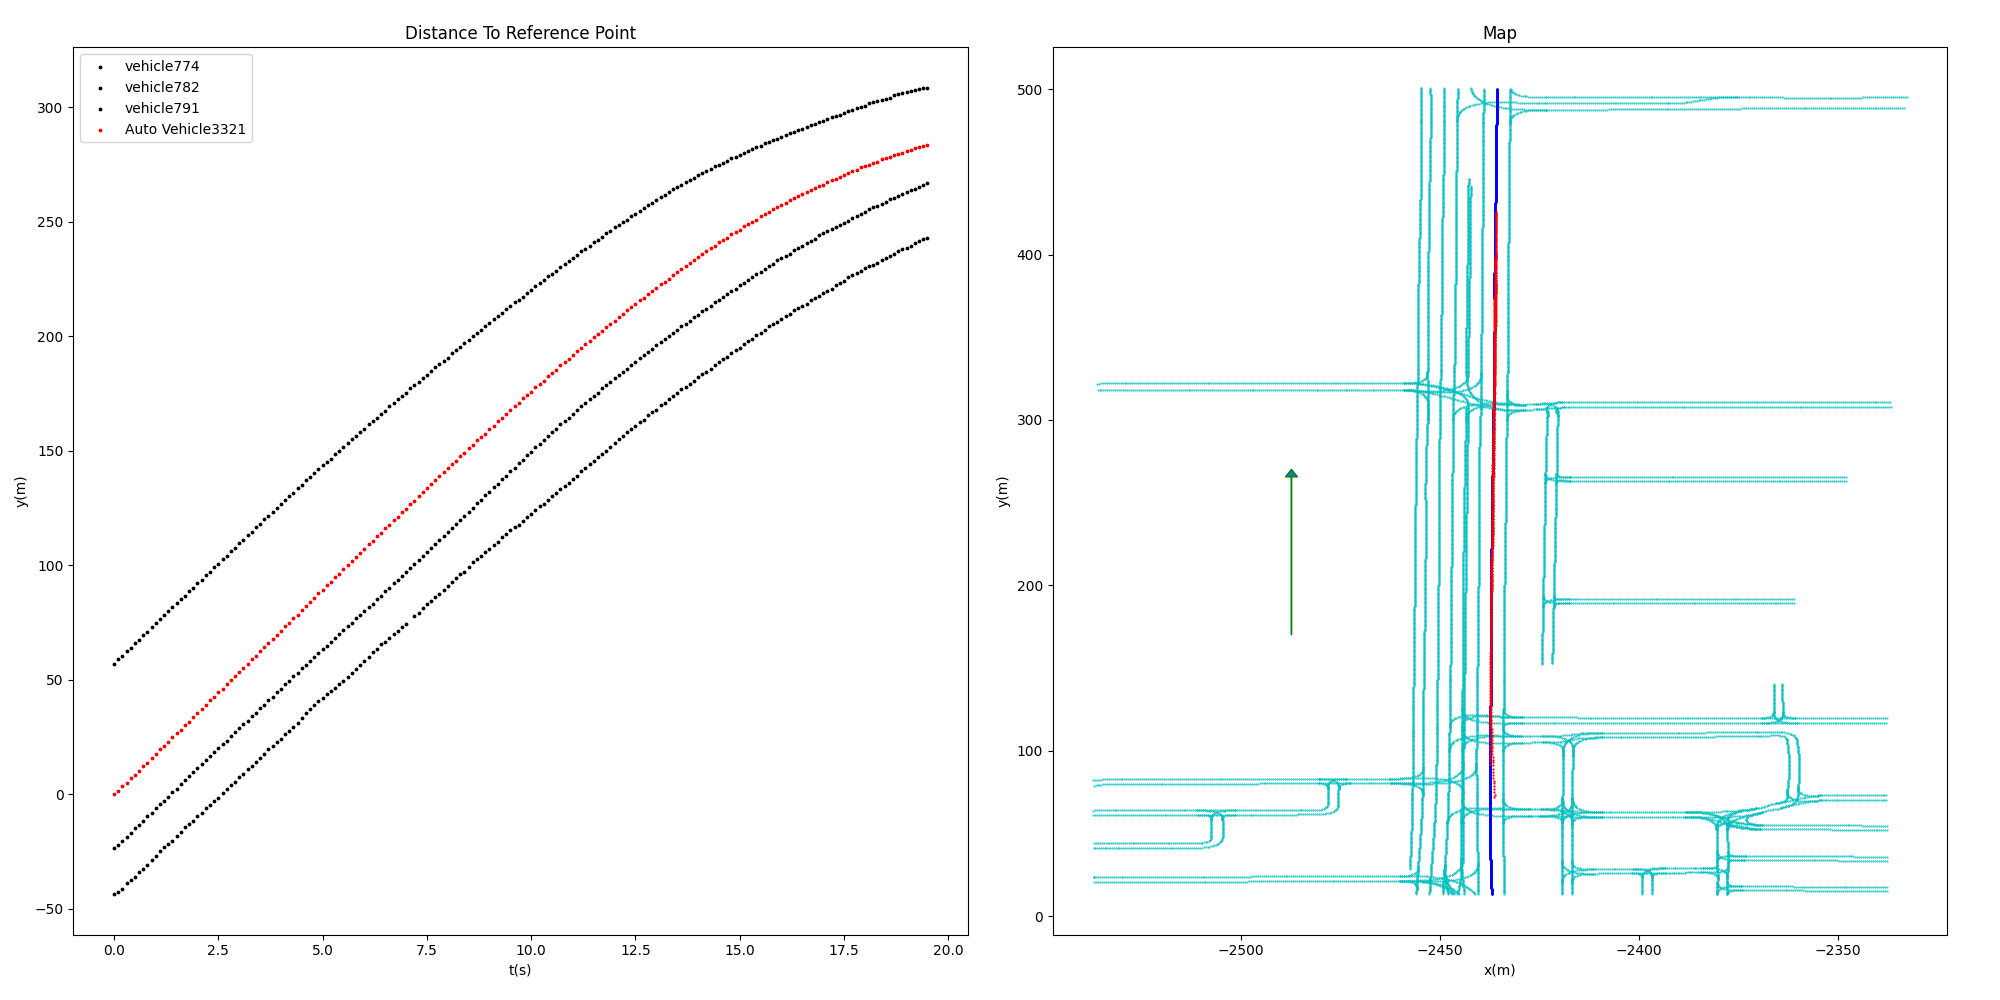 Distance To Reference Point
vehicle774
vehicle782
vehicle791
Auto Vehicle3321
300
250
200
150
100
50
0
−50
y(m)
0.0 2.5 5.0 7.5 10.0 12.5 15.0 17.5 20.0
t(s)
Map
500
400
300
200
100
0
y(m)
−2500 −2450 −2400 −2350
x(m)